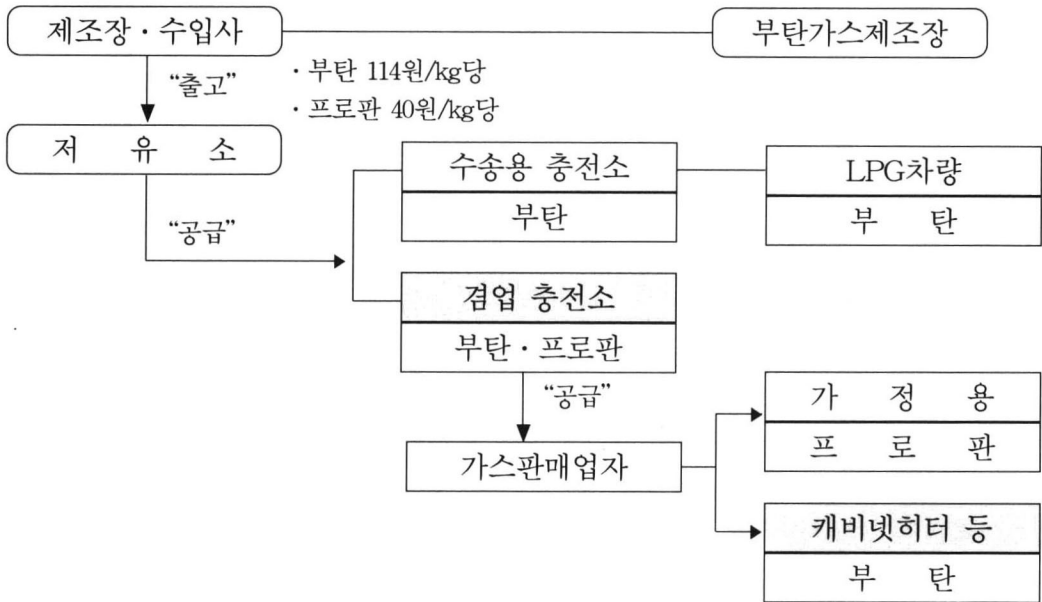 제조장 · 수입사
부탄가스제조장
“출고”
· 부탄 114원/kg당
· 프로판 40원/kg당
저 유 소
“공급”
수송용 충전소
부탄
LPG차량
부 탄
겸업 충전소
부탄 · 프로판
“공급”
가스판매업자
가 정 용
프 로 판
캐비넷히터 등
부 탄